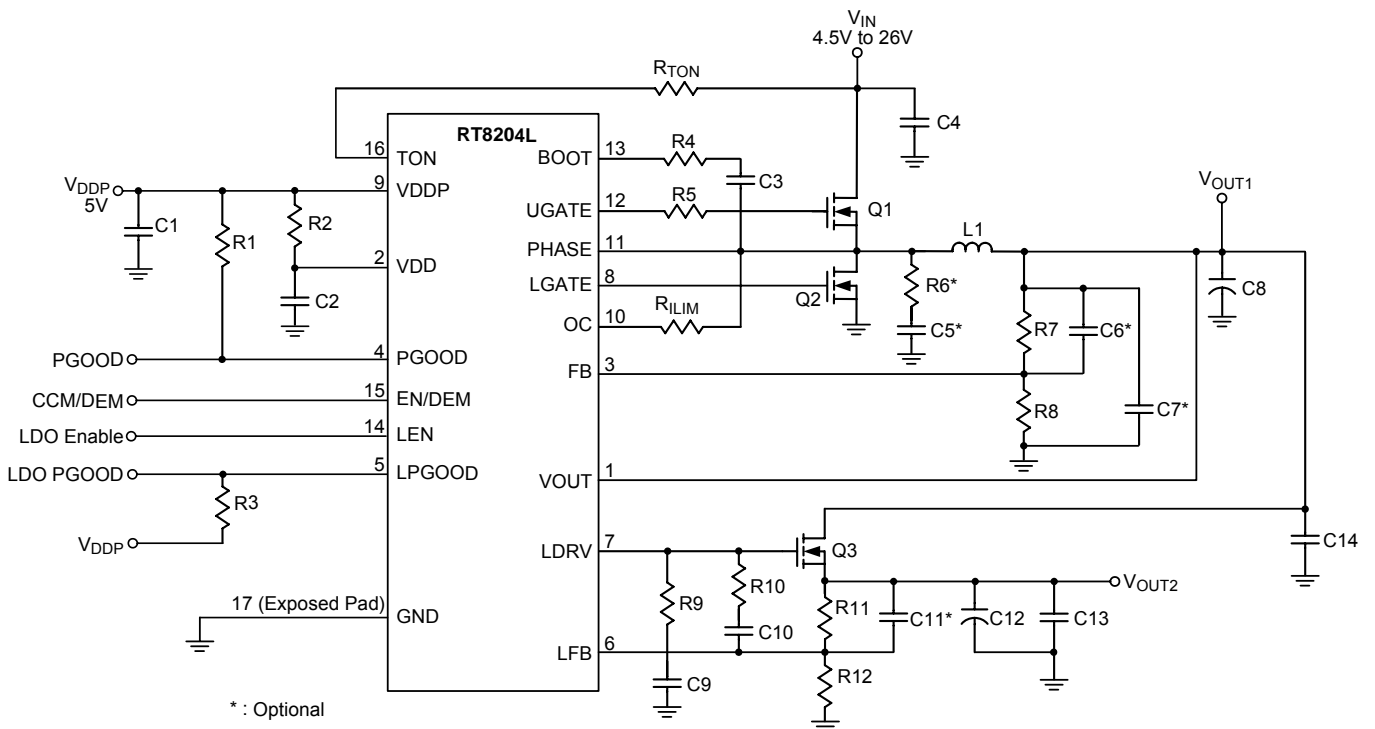 VIN
4.5V to 26V
RTON
C4
RT8204L
16 TON
BOOT 13
R4
C3
VDDP
5V
9 VDDP
C1
R1
R2
UGATE 12
R5
Q1
VOUT1
PHASE 11
L1
2 VDD
C2
LGATE 8
Q2
R6*
C8
OC 10
RILIM
C5*
R7
C6*
PGOOD
4 PGOOD
FB 3
CCM/DEM
15 EN/DEM
R8
C7*
LDO Enable
14 LEN
LDO PGOOD
5 LPGOOD
VOUT 1
R3
VDDP
LDRV 7
Q3
C14
VOUT2
R9
R10
R11
C11*
C12
C13
17 (Exposed Pad)
GND
C10
LFB 6
C9
R12
* : Optional